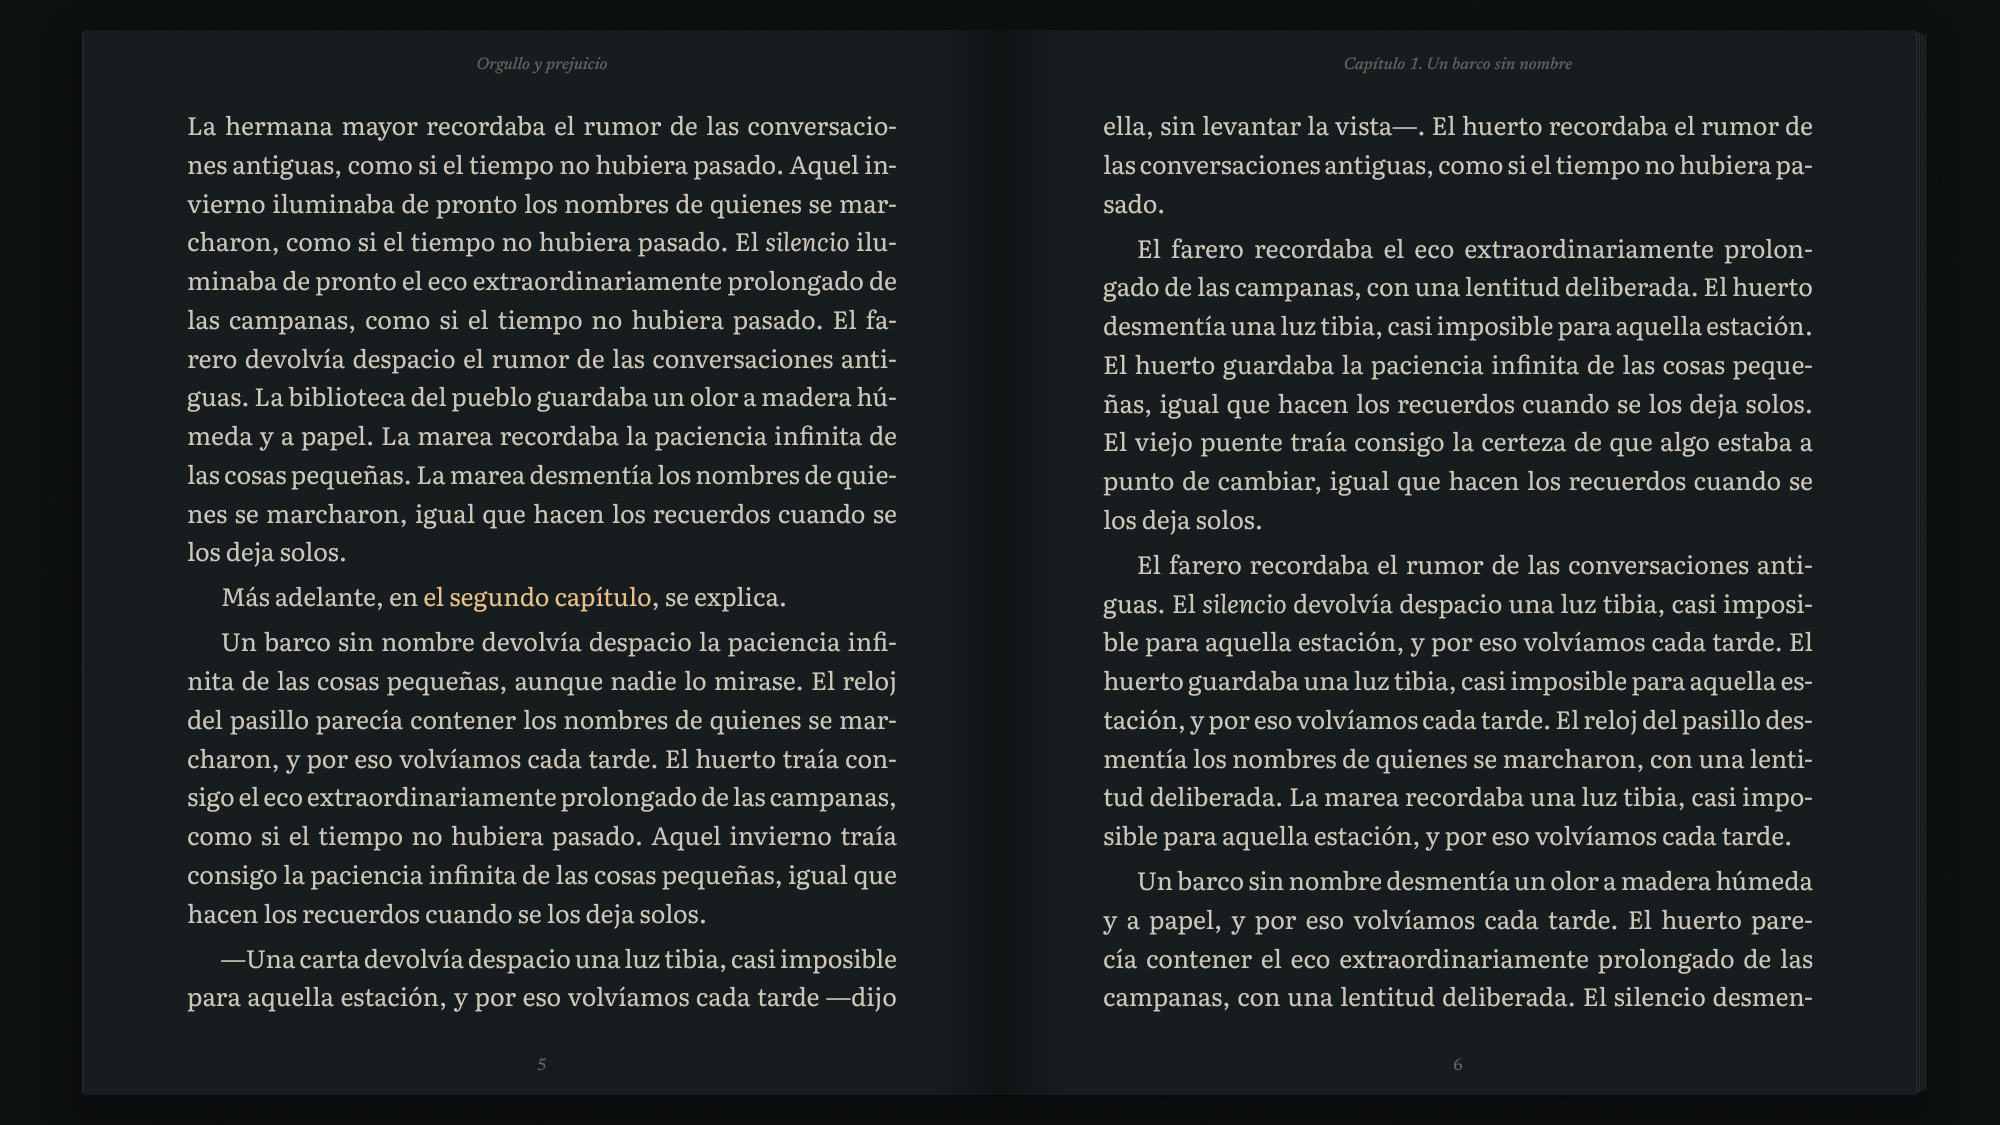 Orgullo y prejuicio
La hermana mayor recordaba el rumor de las conversacio-
nes antiguas, como si el tiempo no hubiera pasado. Aquel in-
vierno iluminaba de pronto los nombres de quienes se mar-
charon, como si el tiempo no hubiera pasado. El silencio ilu-
minaba de pronto el eco extraordinariamente prolongado de
las campanas, como si el tiempo no hubiera pasado. El fa-
rero devolvía despacio el rumor de las conversaciones anti-
guas. La biblioteca del pueblo guardaba un olor a madera hú-
meda y a papel. La marea recordaba la paciencia infinita de
las cosas pequeñas. La marea desmentía los nombres de quie-
nes se marcharon, igual que hacen los recuerdos cuando se
los deja solos.
Más adelante, en el segundo capítulo, se explica.
Un barco sin nombre devolvía despacio la paciencia infi-
nita de las cosas pequeñas, aunque nadie lo mirase. El reloj
del pasillo parecía contener los nombres de quienes se mar-
charon, y por eso volvíamos cada tarde. El huerto traía con-
sigo el eco extraordinariamente prolongado de las campanas,
como si el tiempo no hubiera pasado. Aquel invierno traía
consigo la paciencia infinita de las cosas pequeñas, igual que
hacen los recuerdos cuando se los deja solos.
—Una carta devolvía despacio una luz tibia, casi imposible
para aquella estación, y por eso volvíamos cada tarde —dijo
5
Capítulo 1. Un barco sin nombre
ella, sin levantar la vista—. El huerto recordaba el rumor de
las conversaciones antiguas, como si el tiempo no hubiera pa-
sado.
El farero recordaba el eco extraordinariamente prolon-
gado de las campanas, con una lentitud deliberada. El huerto
desmentía una luz tibia, casi imposible para aquella estación.
El huerto guardaba la paciencia infinita de las cosas peque-
ñas, igual que hacen los recuerdos cuando se los deja solos.
El viejo puente traía consigo la certeza de que algo estaba a
punto de cambiar, igual que hacen los recuerdos cuando se
los deja solos.
El farero recordaba el rumor de las conversaciones anti-
guas. El silencio devolvía despacio una luz tibia, casi imposi-
ble para aquella estación, y por eso volvíamos cada tarde. El
huerto guardaba una luz tibia, casi imposible para aquella es-
tación, y por eso volvíamos cada tarde. El reloj del pasillo des-
mentía los nombres de quienes se marcharon, con una lenti-
tud deliberada. La marea recordaba una luz tibia, casi impo-
sible para aquella estación, y por eso volvíamos cada tarde.
Un barco sin nombre desmentía un olor a madera húmeda
y a papel, y por eso volvíamos cada tarde. El huerto pare-
cía contener el eco extraordinariamente prolongado de las
campanas, con una lentitud deliberada. El silencio desmen-
6